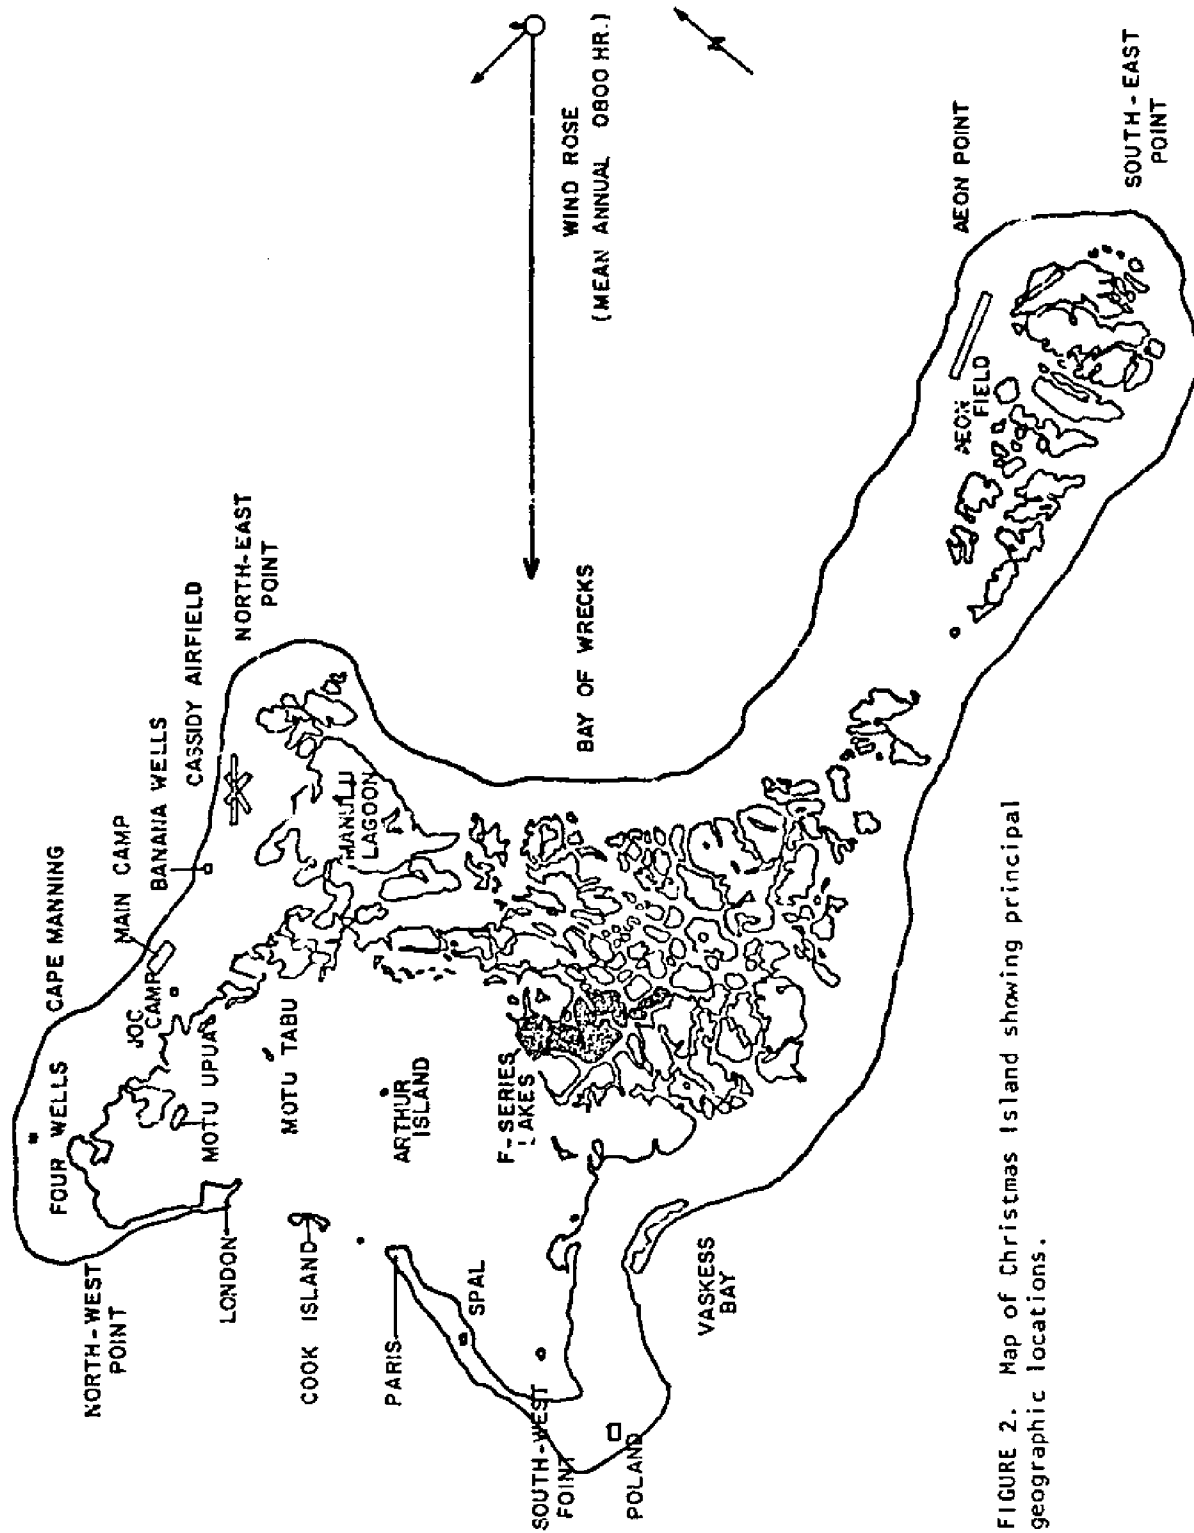 NORTH-WEST
POINT
FOUR WELLS
CAPE MANNING
MAIN CAMP
JOC
CAMP
BANANA WELLS
CASSIDY AIRFIELD
NORTH-EAST
POINT
MOTU UPUA
LONDON
MOTU TABU
MANULU
LAGOON
COOK ISLAND
PARIS
ARTHUR
ISLAND
SPAL
F-SERIES
LAKES
BAY OF WRECKS
WIND ROSE
(MEAN ANNUAL 0800 HR.)
N
SOUTH-WEST
POINT
POLAND
VASKESS
BAY
AEON
FIELD
AEON POINT
SOUTH-EAST
POINT
FIGURE 2. Map of Christmas Island showing principal
geographic locations.